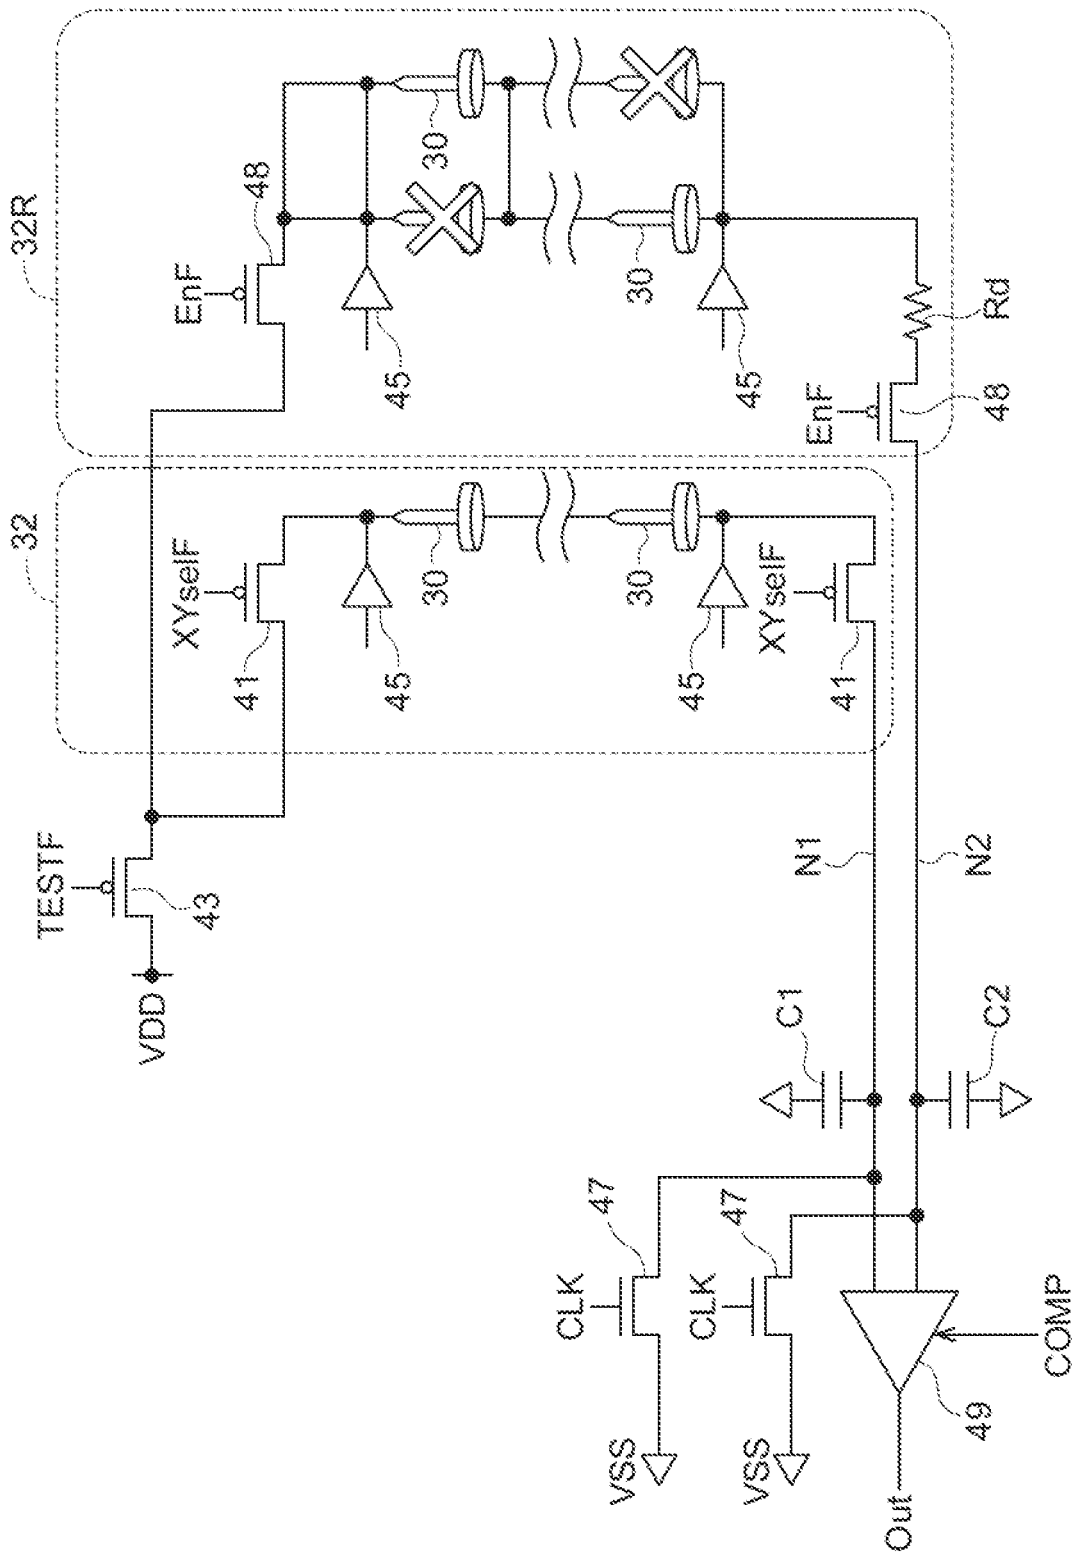 32
32R
TESTF
VDD
XYselF
EnF
43
41
48
45
45
30
30
CLK
47
VSS
30
30
45
CLK
47
45
VSS
XYselF
C1
N1
EnF
41
Out
49
N2
C2
48
Rd
COMP